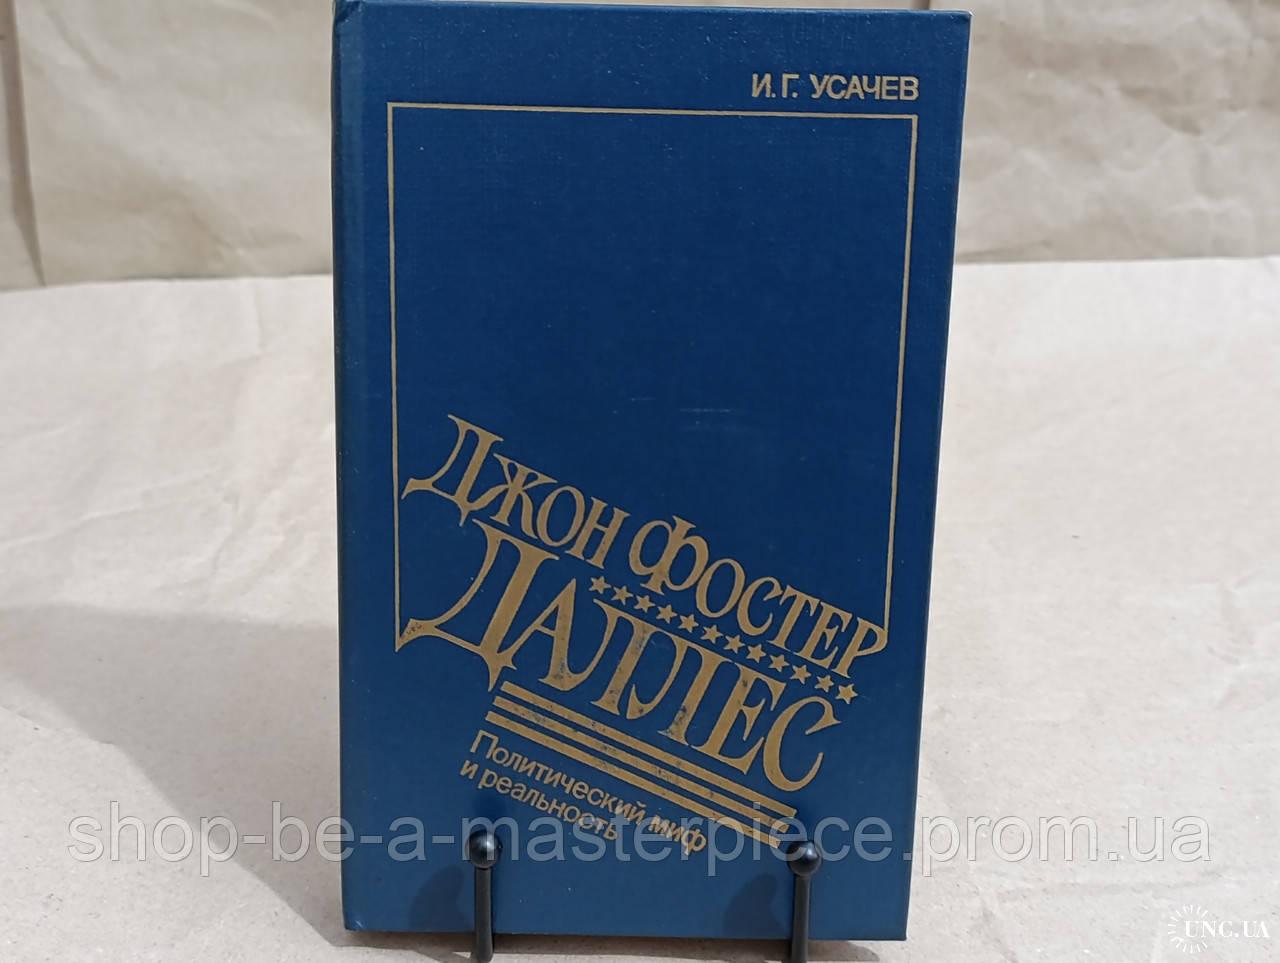 И. Г. УСАЧЕВ
ДЖОН ФОСТЕР
ДАЛЛЕС
Политический миф
и реальность
shop-be-a-masterpiece.prom.ua
UNC.UA